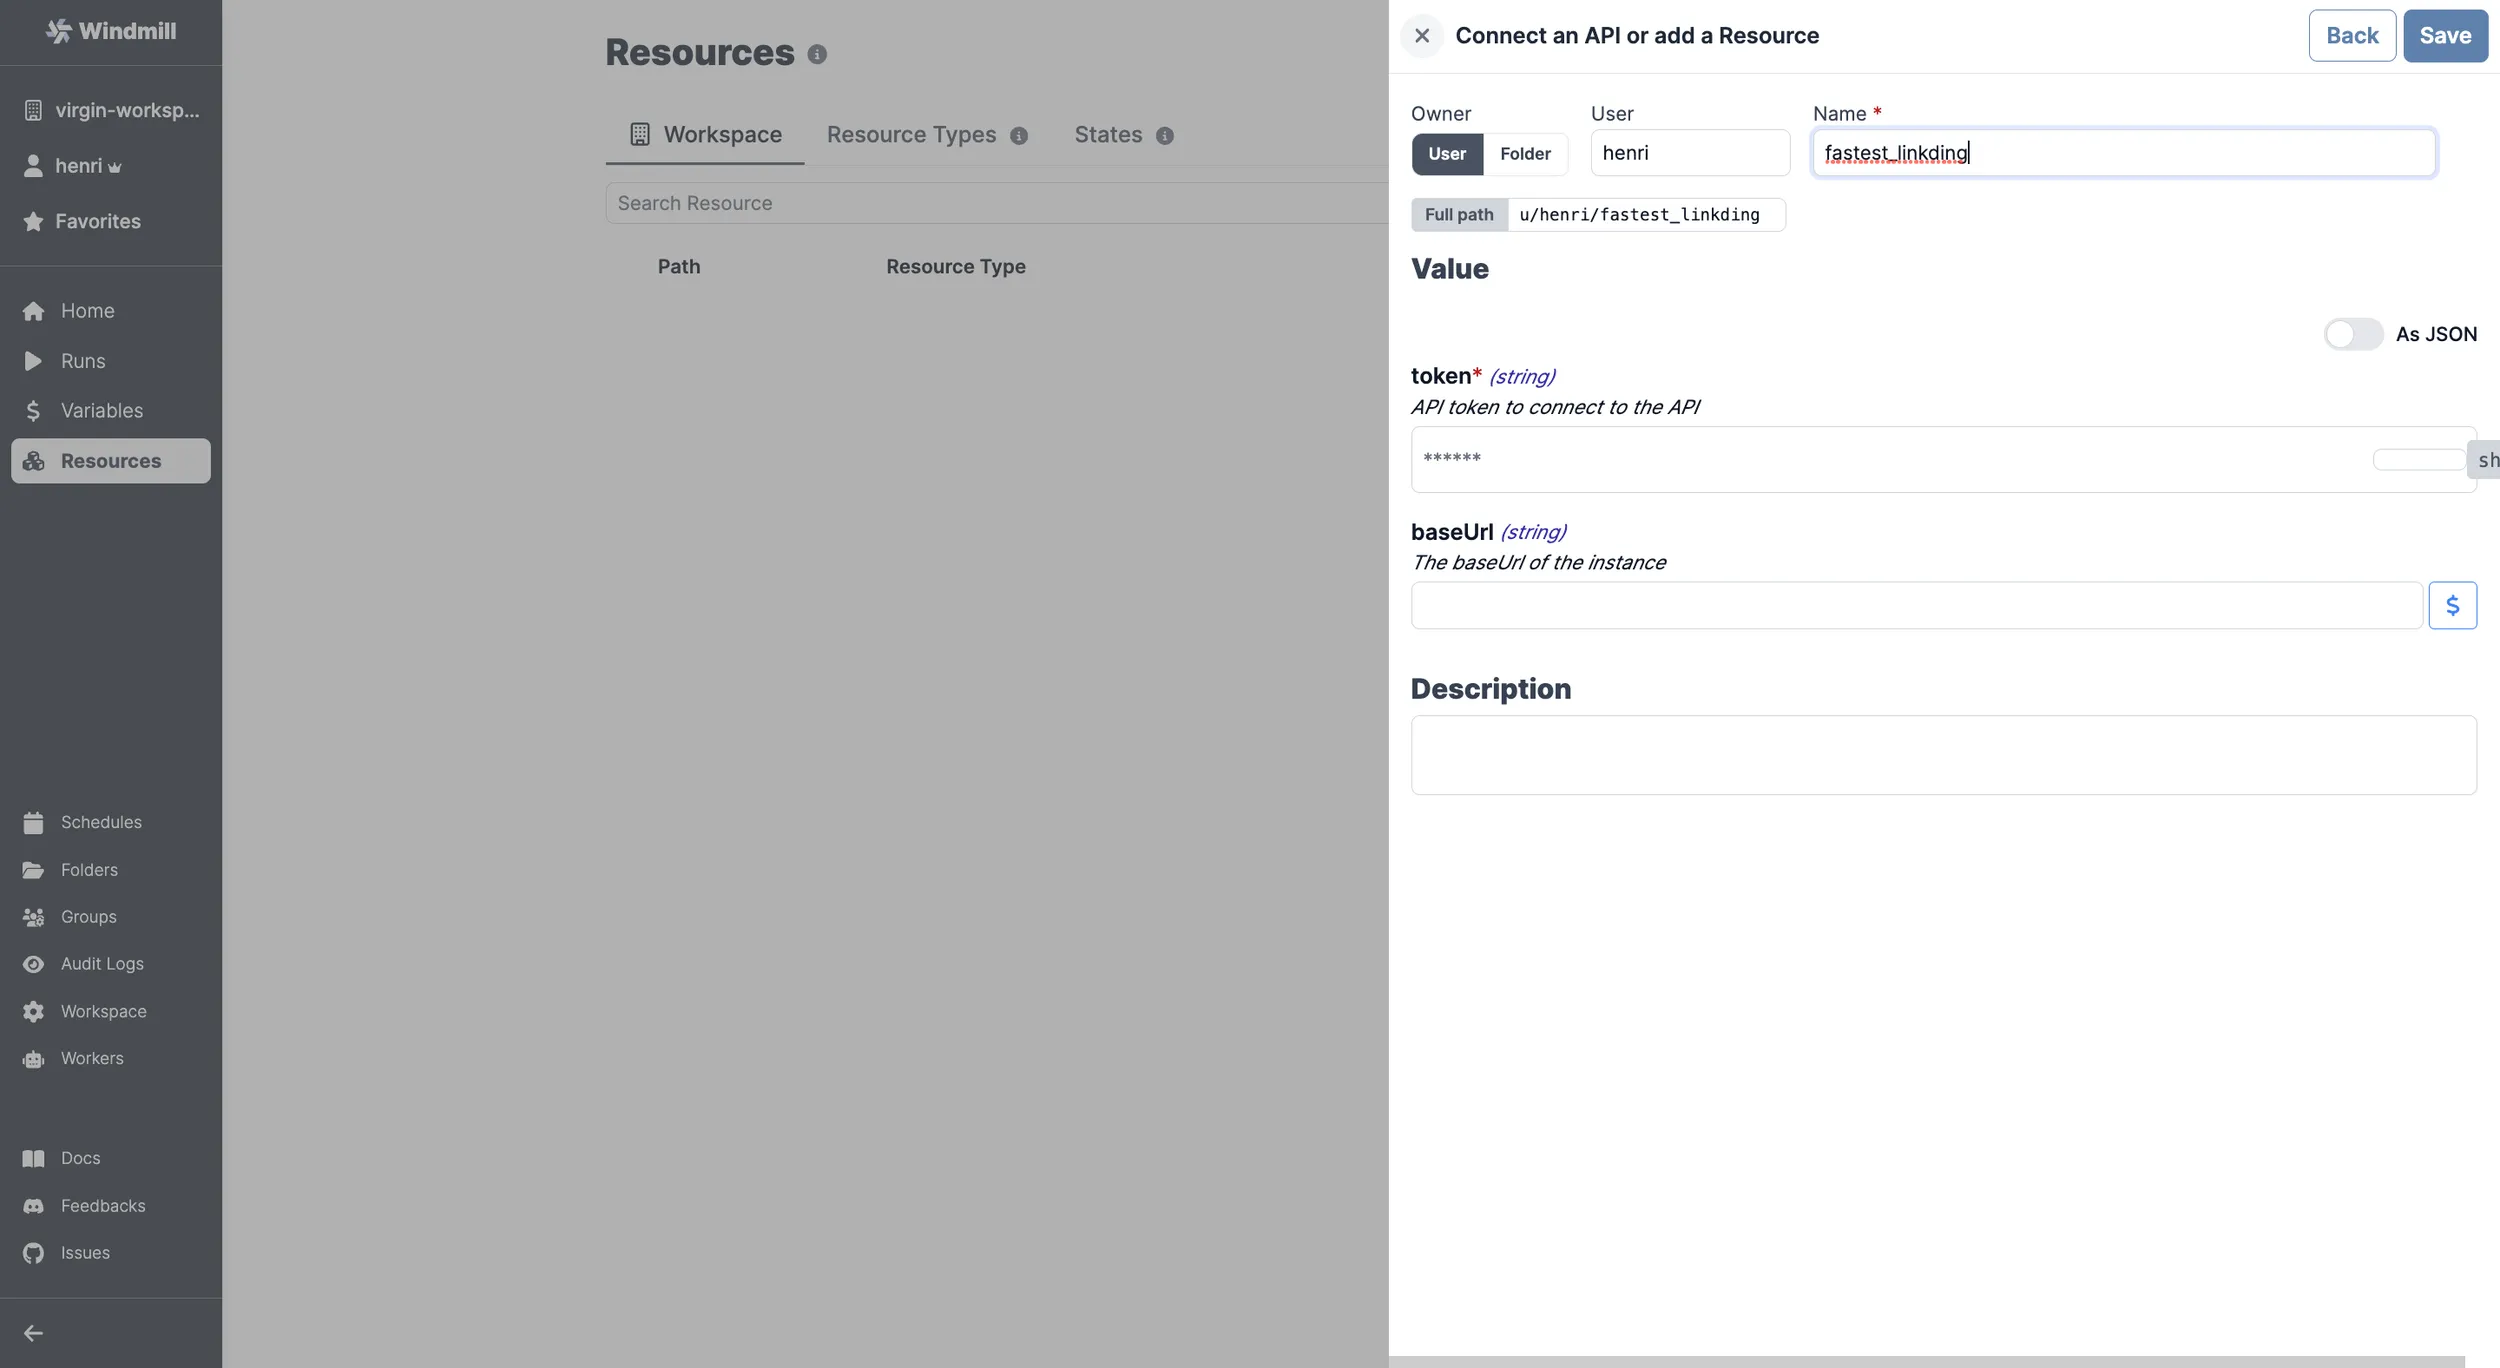 Windmill
virgin-worksp...
henri
Favorites
Home
Runs
Variables
Resources
Schedules
Folders
Groups
Audit Logs
Workspace
Workers
Docs
Feedbacks
Issues
Resources
Workspace
Resource Types
States
Search Resource
Path Resource Type
Connect an API or add a Resource
Back
Save
Owner User Name *
User Folder henri fastest_linkding
Full path u/henri/fastest_linkding
Value
As JSON
token* (string)
API token to connect to the API
******
sh
baseUrl (string)
The baseUrl of the instance
$
Description